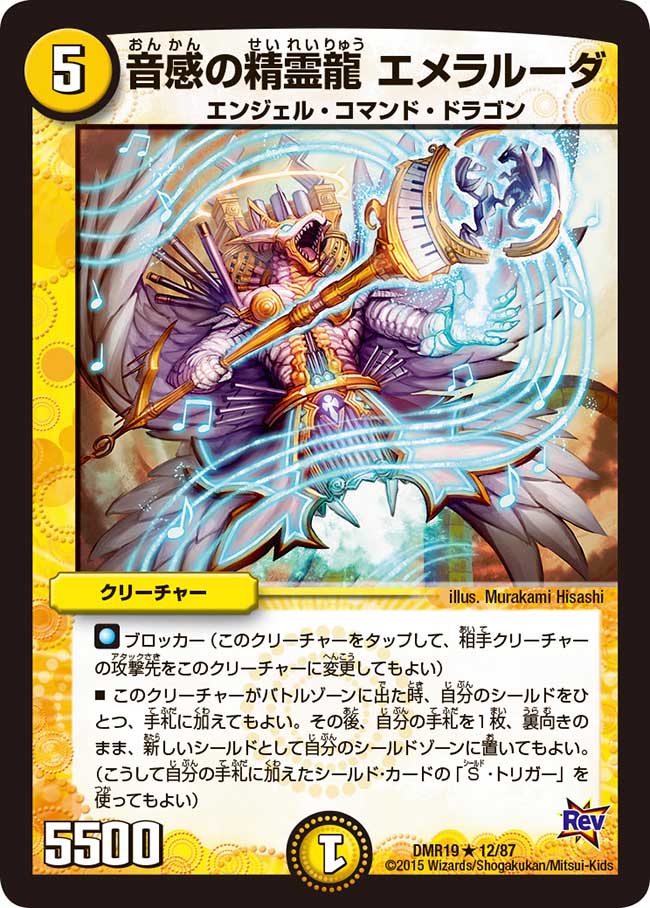 5
おんかん せいれいりゅう
音感の精霊龍 エメラルーダ
エンジェル・コマンド・ドラゴン
クリーチャー
illus. Murakami Hisashi
ブロッカー（このクリーチャーをタップして、相手クリーチャー
の攻撃先をこのクリーチャーに変更してもよい）
■ このクリーチャーがバトルゾーンに出た時、自分のシールドをひ
とつ、手札に加えてもよい。その後、自分の手札を1枚、裏向きの
まま、新しいシールドとして自分のシールドゾーンに置いてもよい。
（こうして自分の手札に加えたシールド・カードの「S・トリガー」を
使ってもよい）
5500
1
Rev
DMR19★12/87
©2015 Wizards/Shogakukan/Mitsui-Kids